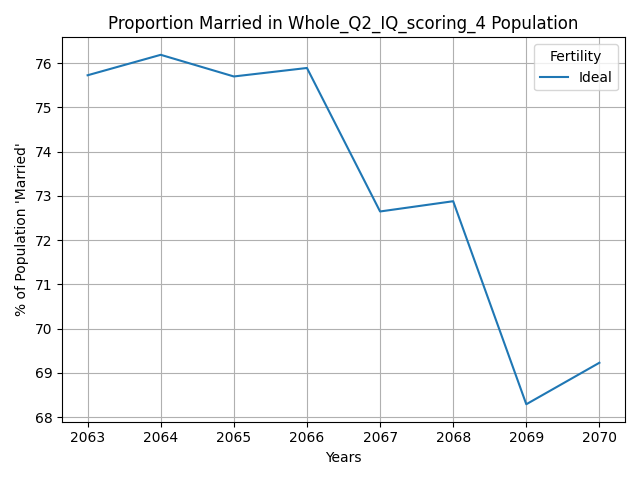 Proportion Married in Whole_Q2_IQ_scoring_4 Population
Fertility
Ideal
% of Population 'Married'
76
75
74
73
72
71
70
69
68
2063 2064 2065 2066 2067 2068 2069 2070
Years